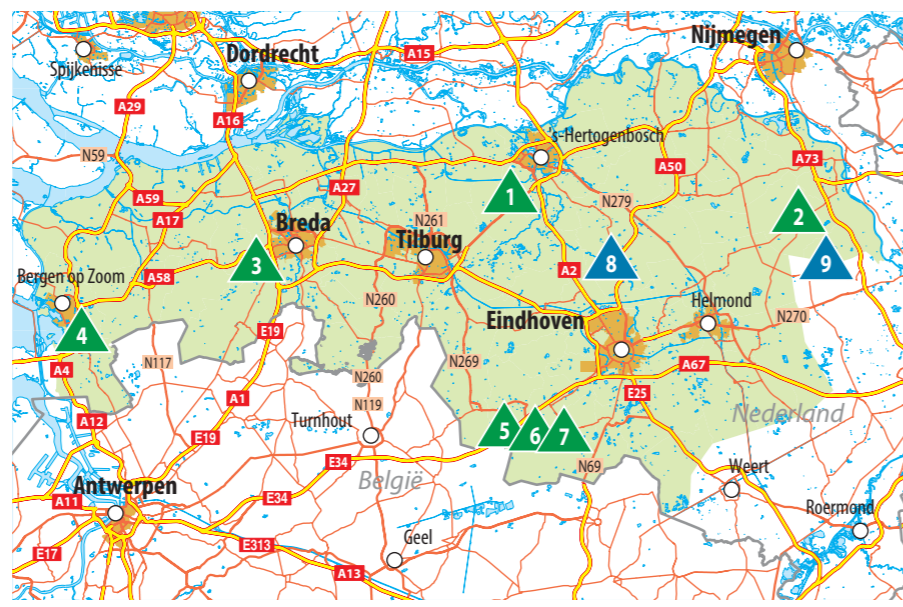 Spijkenisse
Dordrecht
A15
Nijmegen
A29
A16
N59
's-Hertogenbosch
A50
A73
A59
A27
1
N279
2
A17
Breda
N261
Tilburg
3
8
9
A58
A2
Bergen op Zoom
N260
Helmond
N270
4
Eindhoven
E19
N117
N269
A4
N260
A67
A1
E25
N119
Nederland
A12
Turnhout
5
6
7
E19
E34
N69
Weert
België
Antwerpen
A11
E34
Roermond
Geel
E17
E313
A13